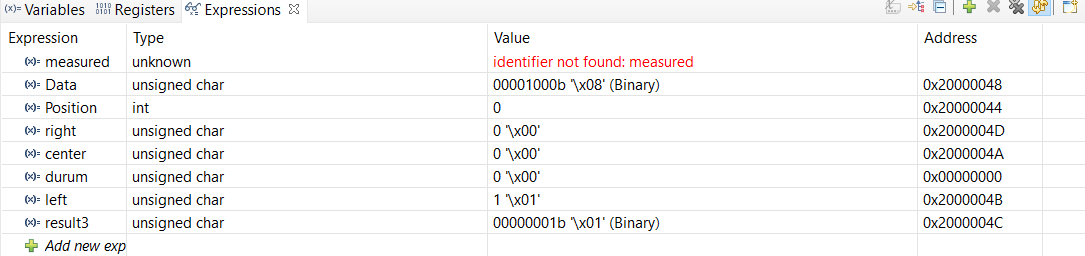 (x)= Variables 1010 0101 Registers Expressions
Expression Type Value Address
(x)= measured unknown identifier not found: measured
(x)= Data unsigned char 00001000b '\x08' (Binary) 0x20000048
(x)= Position int 0 0x20000044
(x)= right unsigned char 0 '\x00' 0x2000004D
(x)= center unsigned char 0 '\x00' 0x2000004A
(x)= durum unsigned char 0 '\x00' 0x00000000
(x)= left unsigned char 1 '\x01' 0x2000004B
(x)= result3 unsigned char 00000001b '\x01' (Binary) 0x2000004C
Add new exp